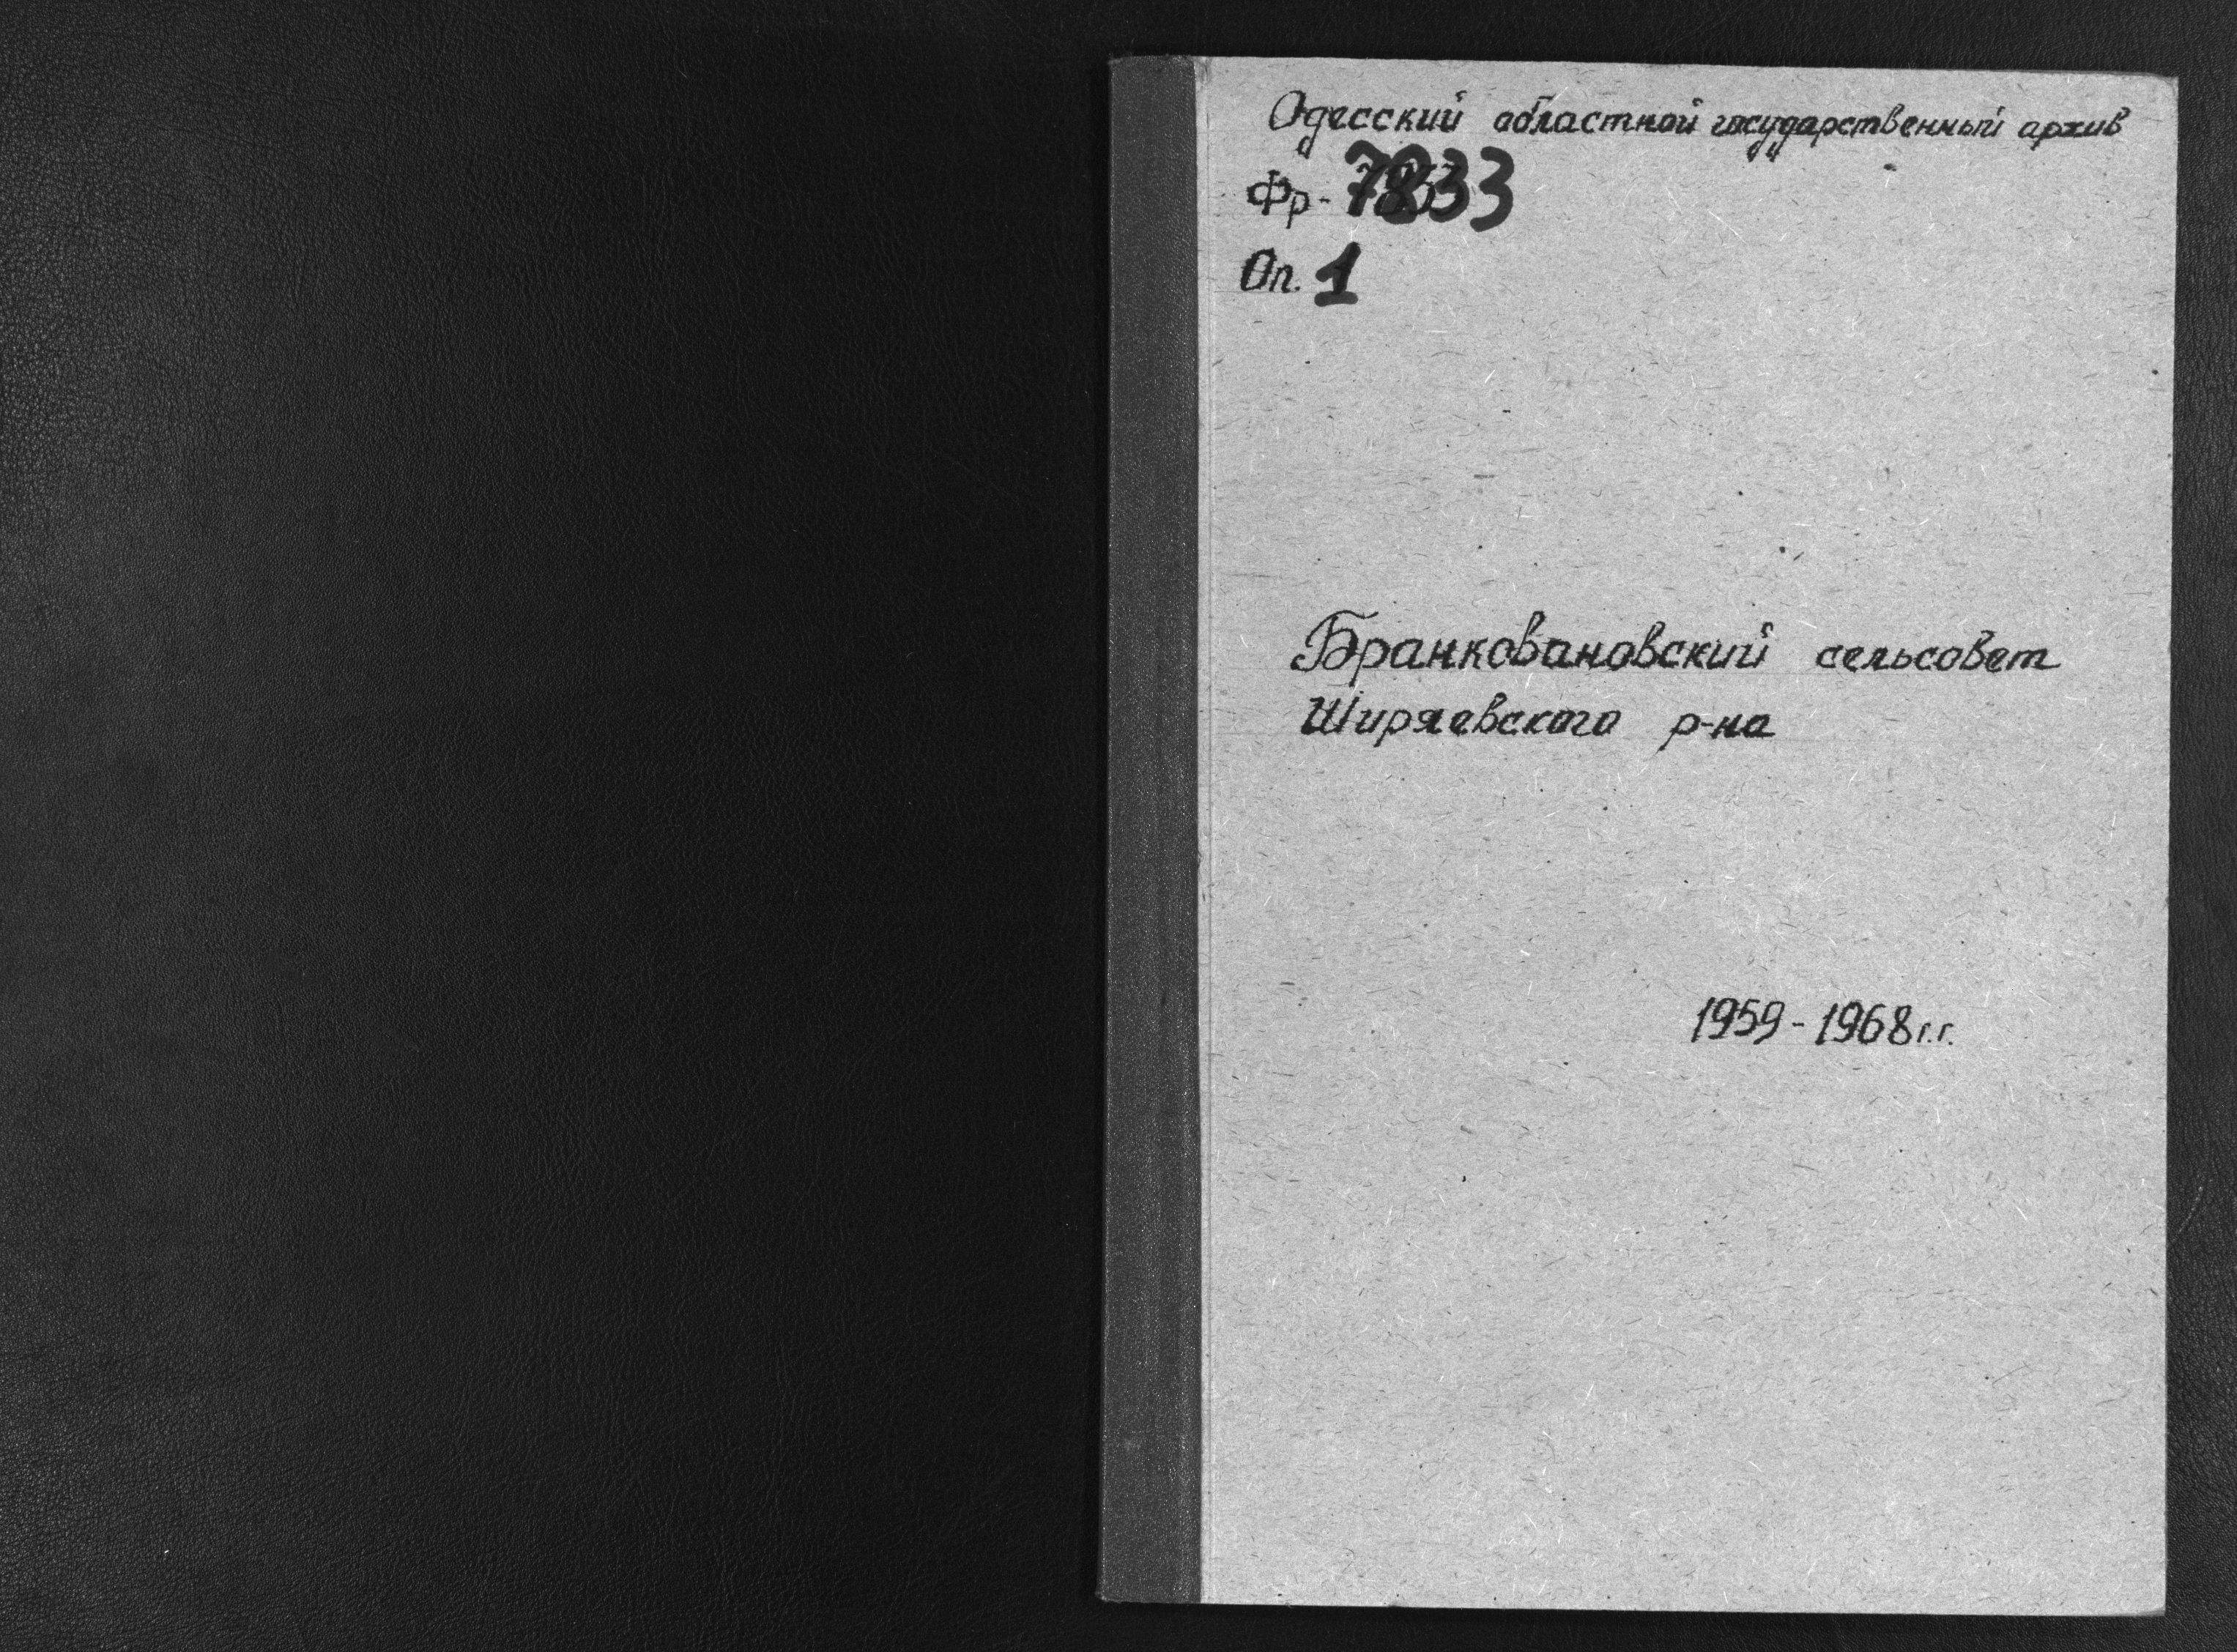 Одесский областной государственный архив
Фр- 7833
Оп. 1
Бранковановский сельсовет
Ширяевского р-на
1959-1968 г.г.